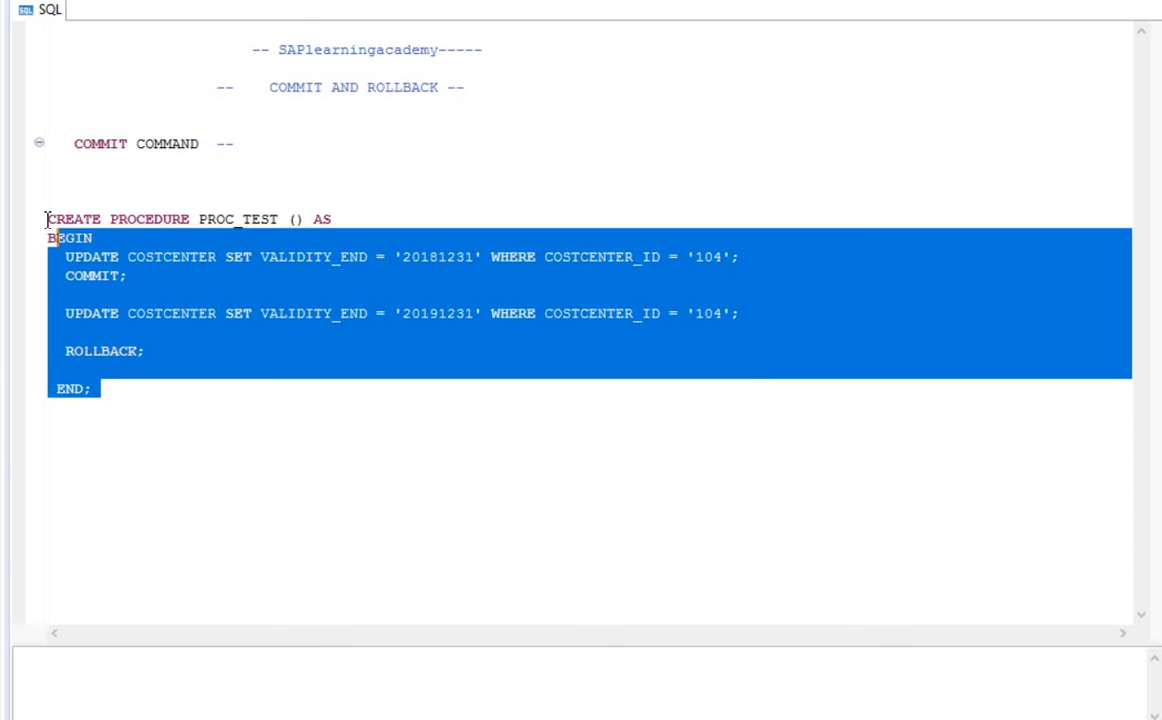 SQL
-- SAPlearningacademy-----
-- COMMIT AND ROLLBACK --
COMMIT COMMAND --
CREATE PROCEDURE PROC_TEST () AS
BEGIN
UPDATE COSTCENTER SET VALIDITY_END = '20181231' WHERE COSTCENTER_ID = '104';
COMMIT;
UPDATE COSTCENTER SET VALIDITY_END = '20191231' WHERE COSTCENTER_ID = '104';
ROLLBACK;
END;